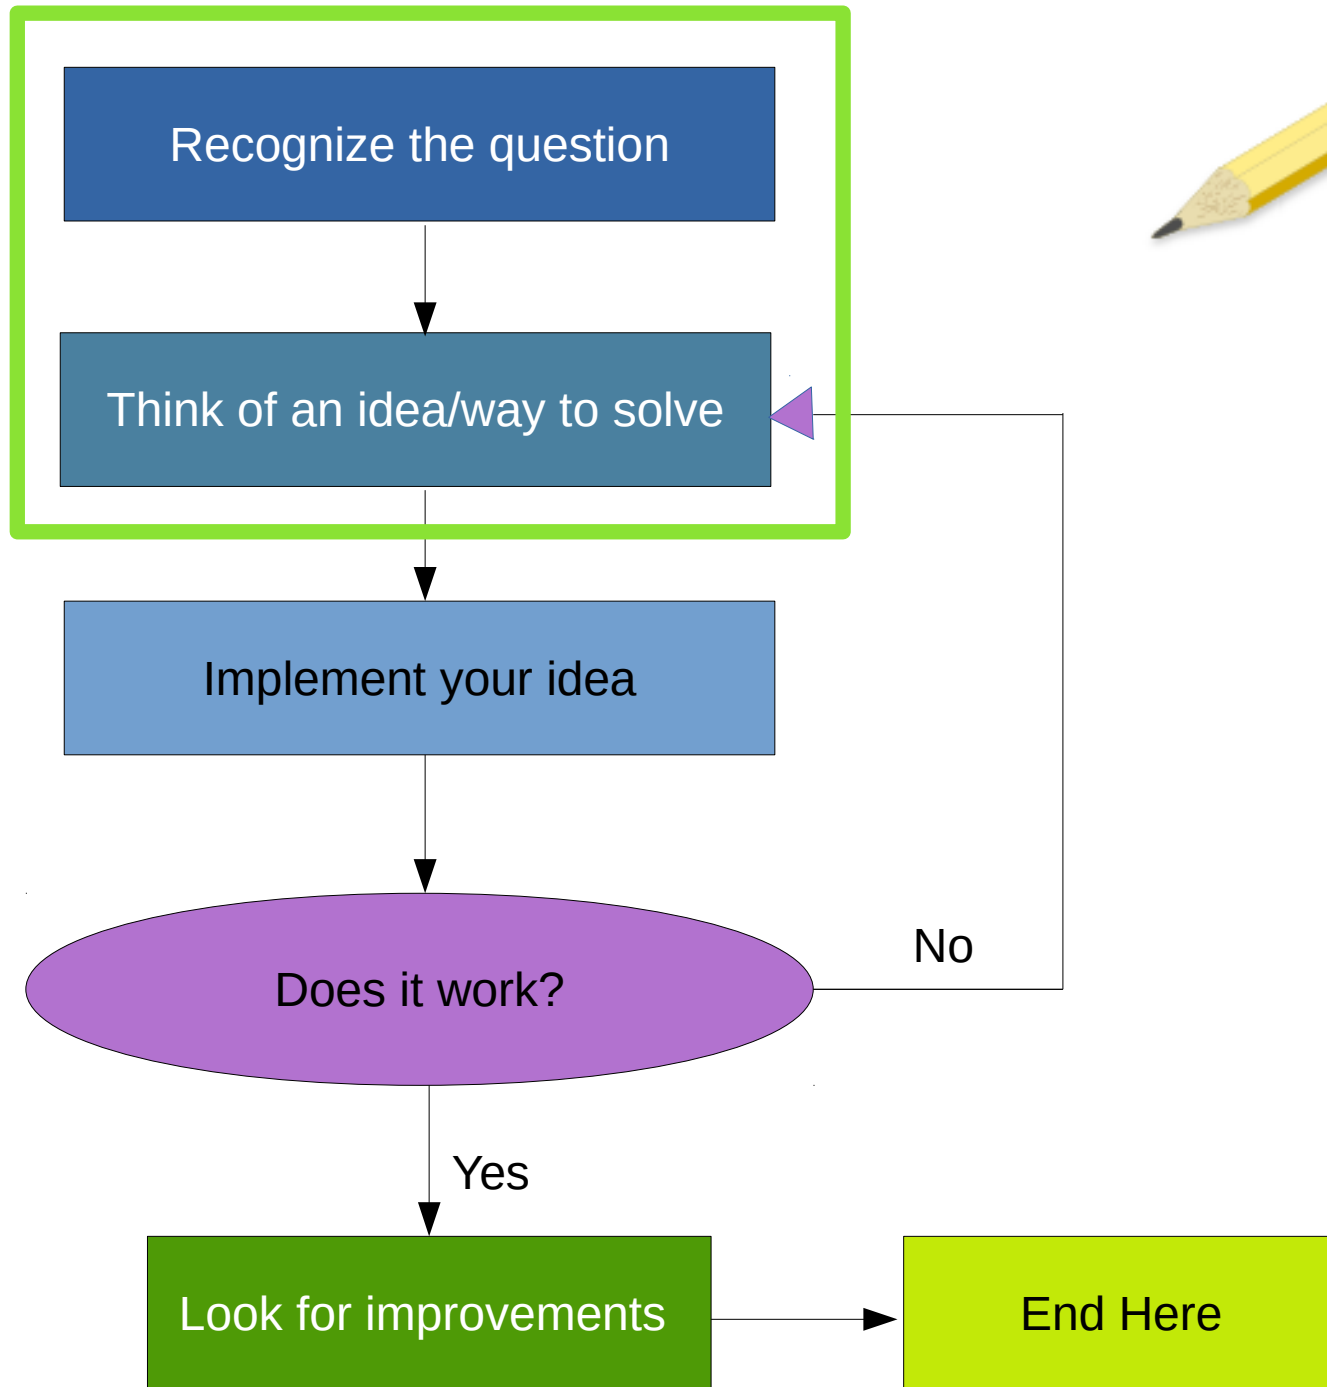 Recognize the question
Think of an idea/way to solve
Implement your idea
Does it work?
No
Yes
Look for improvements
End Here